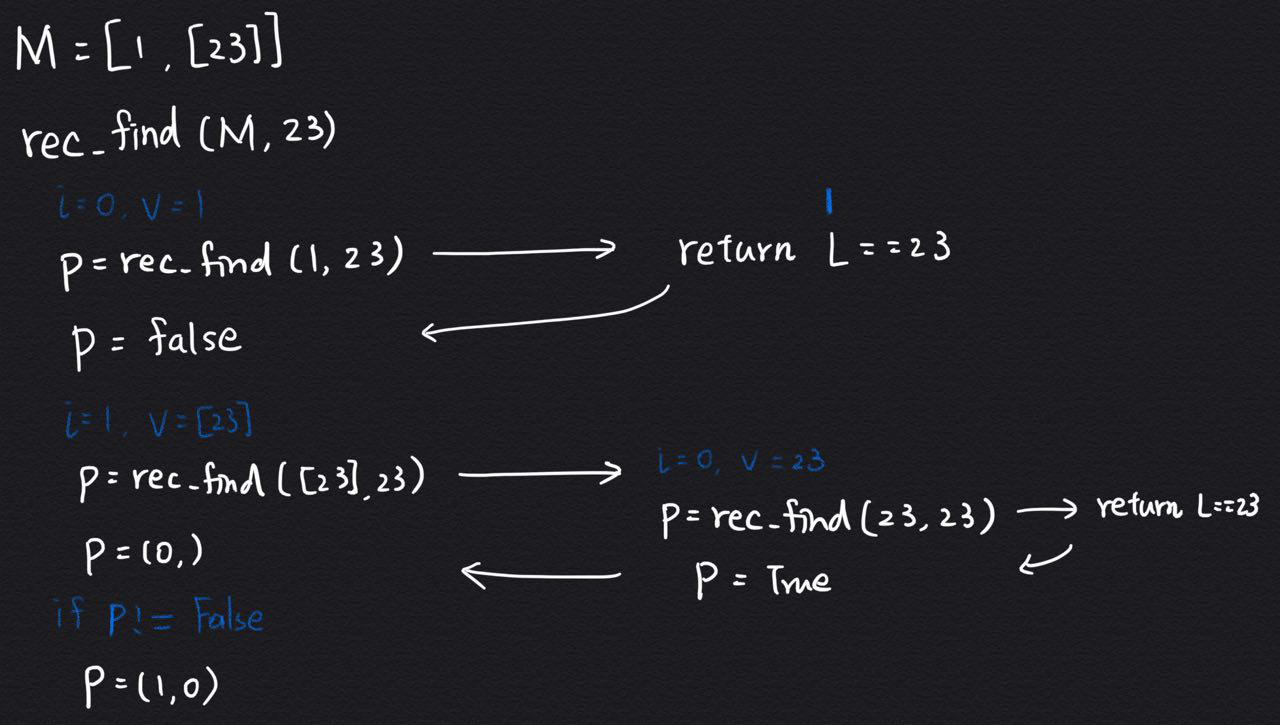 M = [1, [23]]
rec_find (M, 23)
i=0, v=1
p = rec_find (1, 23)
1
return L == 23
p = false
i=1, v=[23]
p = rec_find ([23], 23)
i=0, v=23
p = rec_find (23, 23)
return L==23
p = (0,)
p = True
if p! = False
p = (1,0)